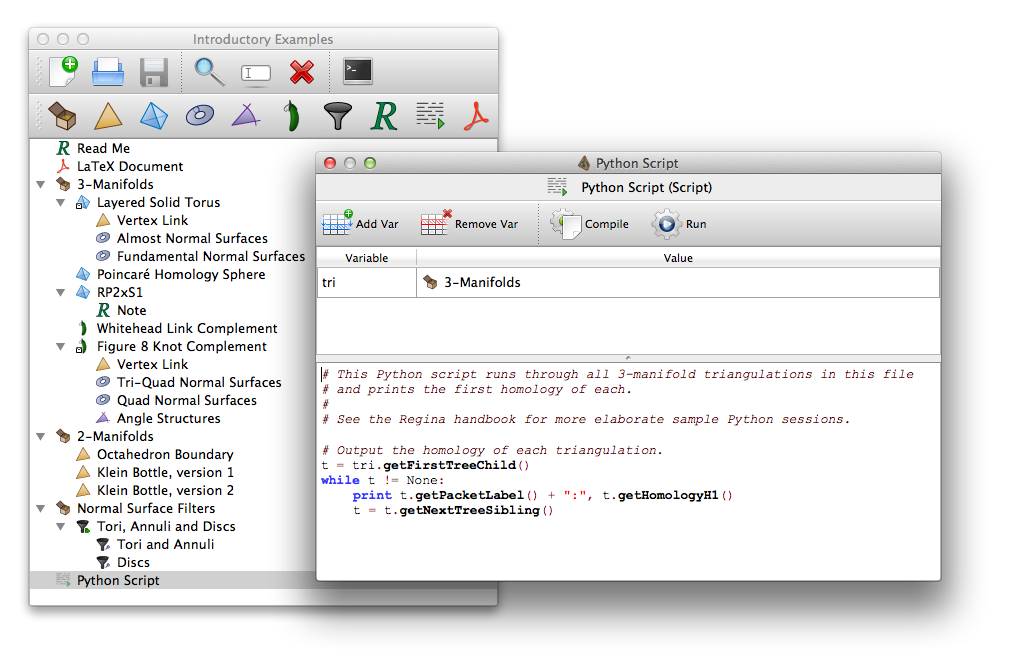 Introductory Examples
Read Me
LaTeX Document
3-Manifolds
Layered Solid Torus
Vertex Link
Almost Normal Surfaces
Fundamental Normal Surfaces
Poincaré Homology Sphere
RP2xS1
Note
Whitehead Link Complement
Figure 8 Knot Complement
Vertex Link
Tri-Quad Normal Surfaces
Quad Normal Surfaces
Angle Structures
2-Manifolds
Octahedron Boundary
Klein Bottle, version 1
Klein Bottle, version 2
Normal Surface Filters
Tori, Annuli and Discs
Tori and Annuli
Discs
Python Script
Python Script
Python Script (Script)
Add Var Remove Var Compile Run
Variable Value
tri 3-Manifolds
# This Python script runs through all 3-manifold triangulations in this file
# and prints the first homology of each.
#
# See the Regina handbook for more elaborate sample Python sessions.
# Output the homology of each triangulation.
t = tri.getFirstTreeChild()
while t != None:
    print t.getPacketLabel() + ":", t.getHomologyH1()
    t = t.getNextTreeSibling()